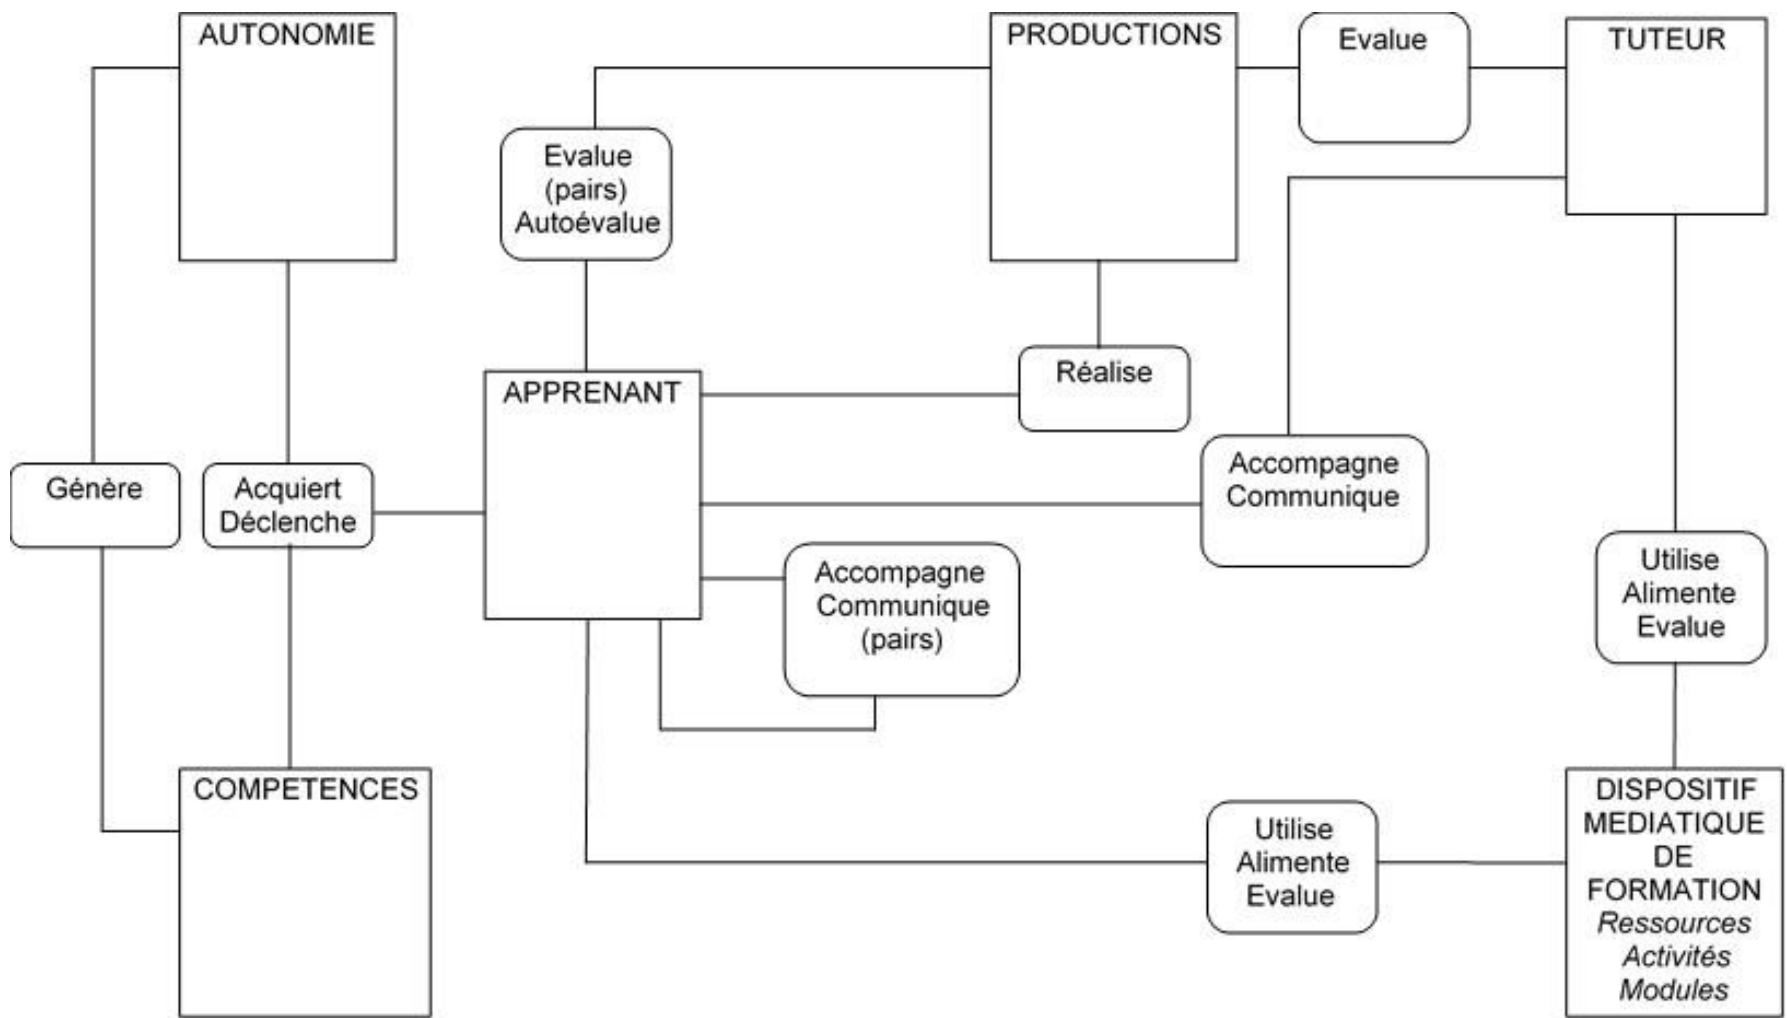 AUTONOMIE
PRODUCTIONS
Evalue
TUTEUR
Evalue
(pairs)
Autoévalue
Réalise
APPRENANT
Génère
Acquiert
Déclenche
Accompagne
Communique
Accompagne
Communique
(pairs)
Utilise
Alimente
Evalue
COMPETENCES
Utilise
Alimente
Evalue
DISPOSITIF
MEDIATIQUE
DE
FORMATION
Ressources
Activités
Modules